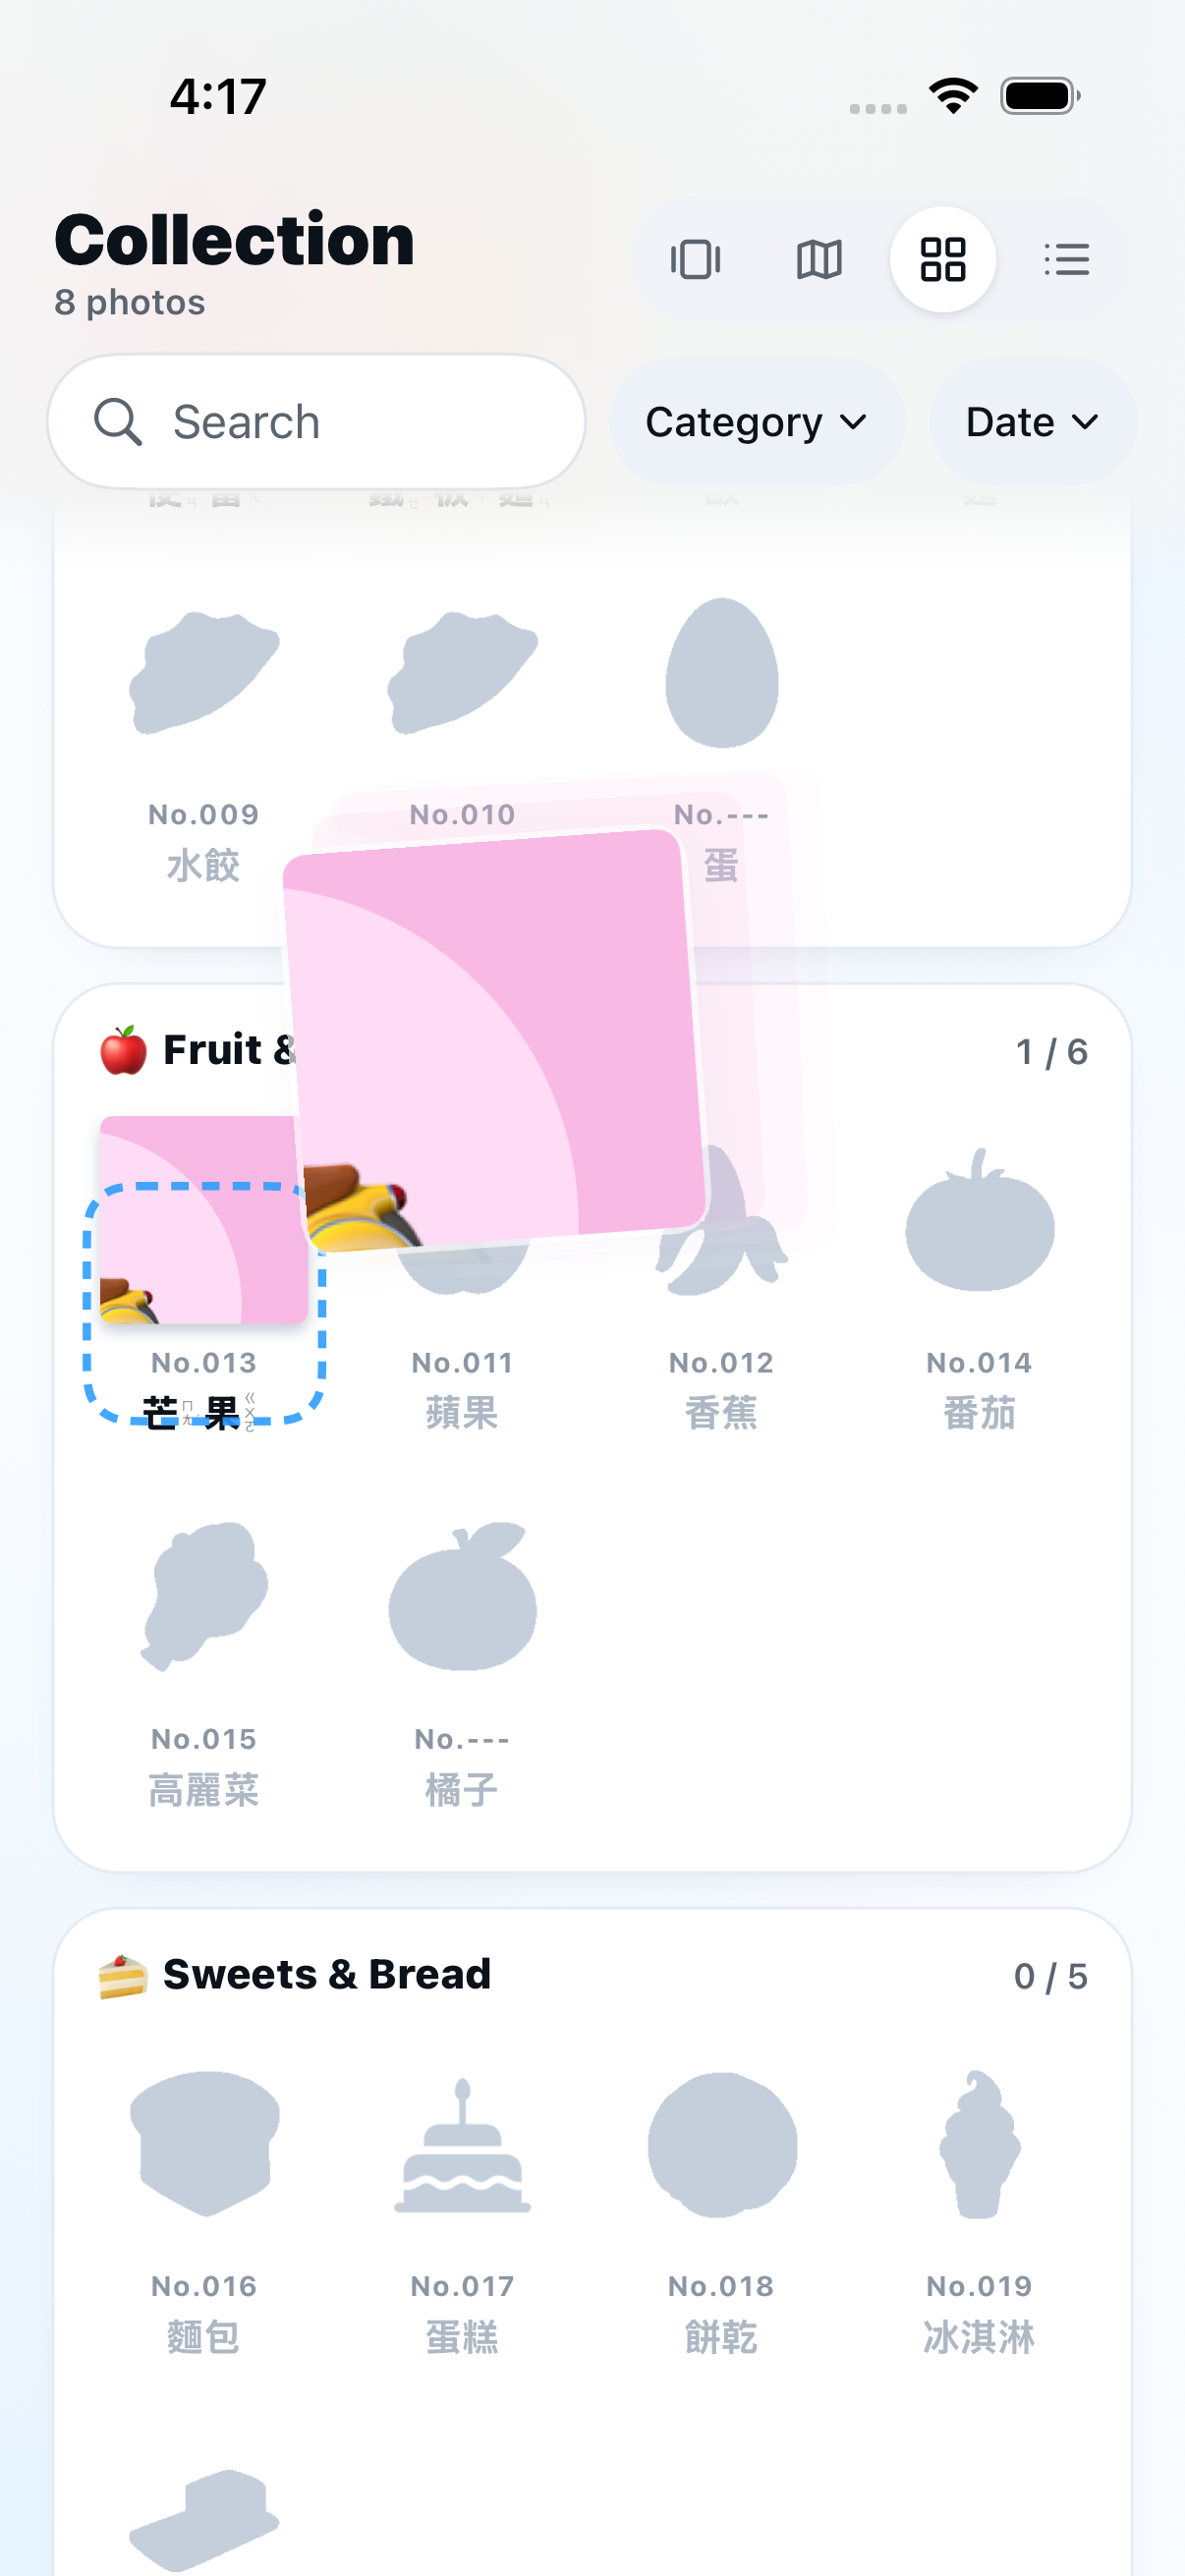 4:17
Collection
8 photos
Search
Category
Date
No.009
No.010
No.---
水餃
蛋
Fruit &
1 / 6
No.013
No.011
No.012
No.014
芒果
蘋果
香蕉
番茄
No.015
No.---
高麗菜
橘子
Sweets & Bread
0 / 5
No.016
No.017
No.018
No.019
麵包
蛋糕
餅乾
冰淇淋